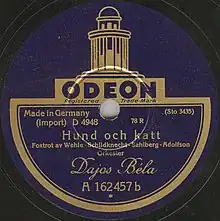 ODEON
Registered Trade-Mark
Made in Germany
(Import) D 4948
78 R
(Sto 3435)
Hund och katt
Foxtrot av Wehle - Schildknecht - Sahlberg - Adolfson
Orkester
Dajos Béla
A 162457 b